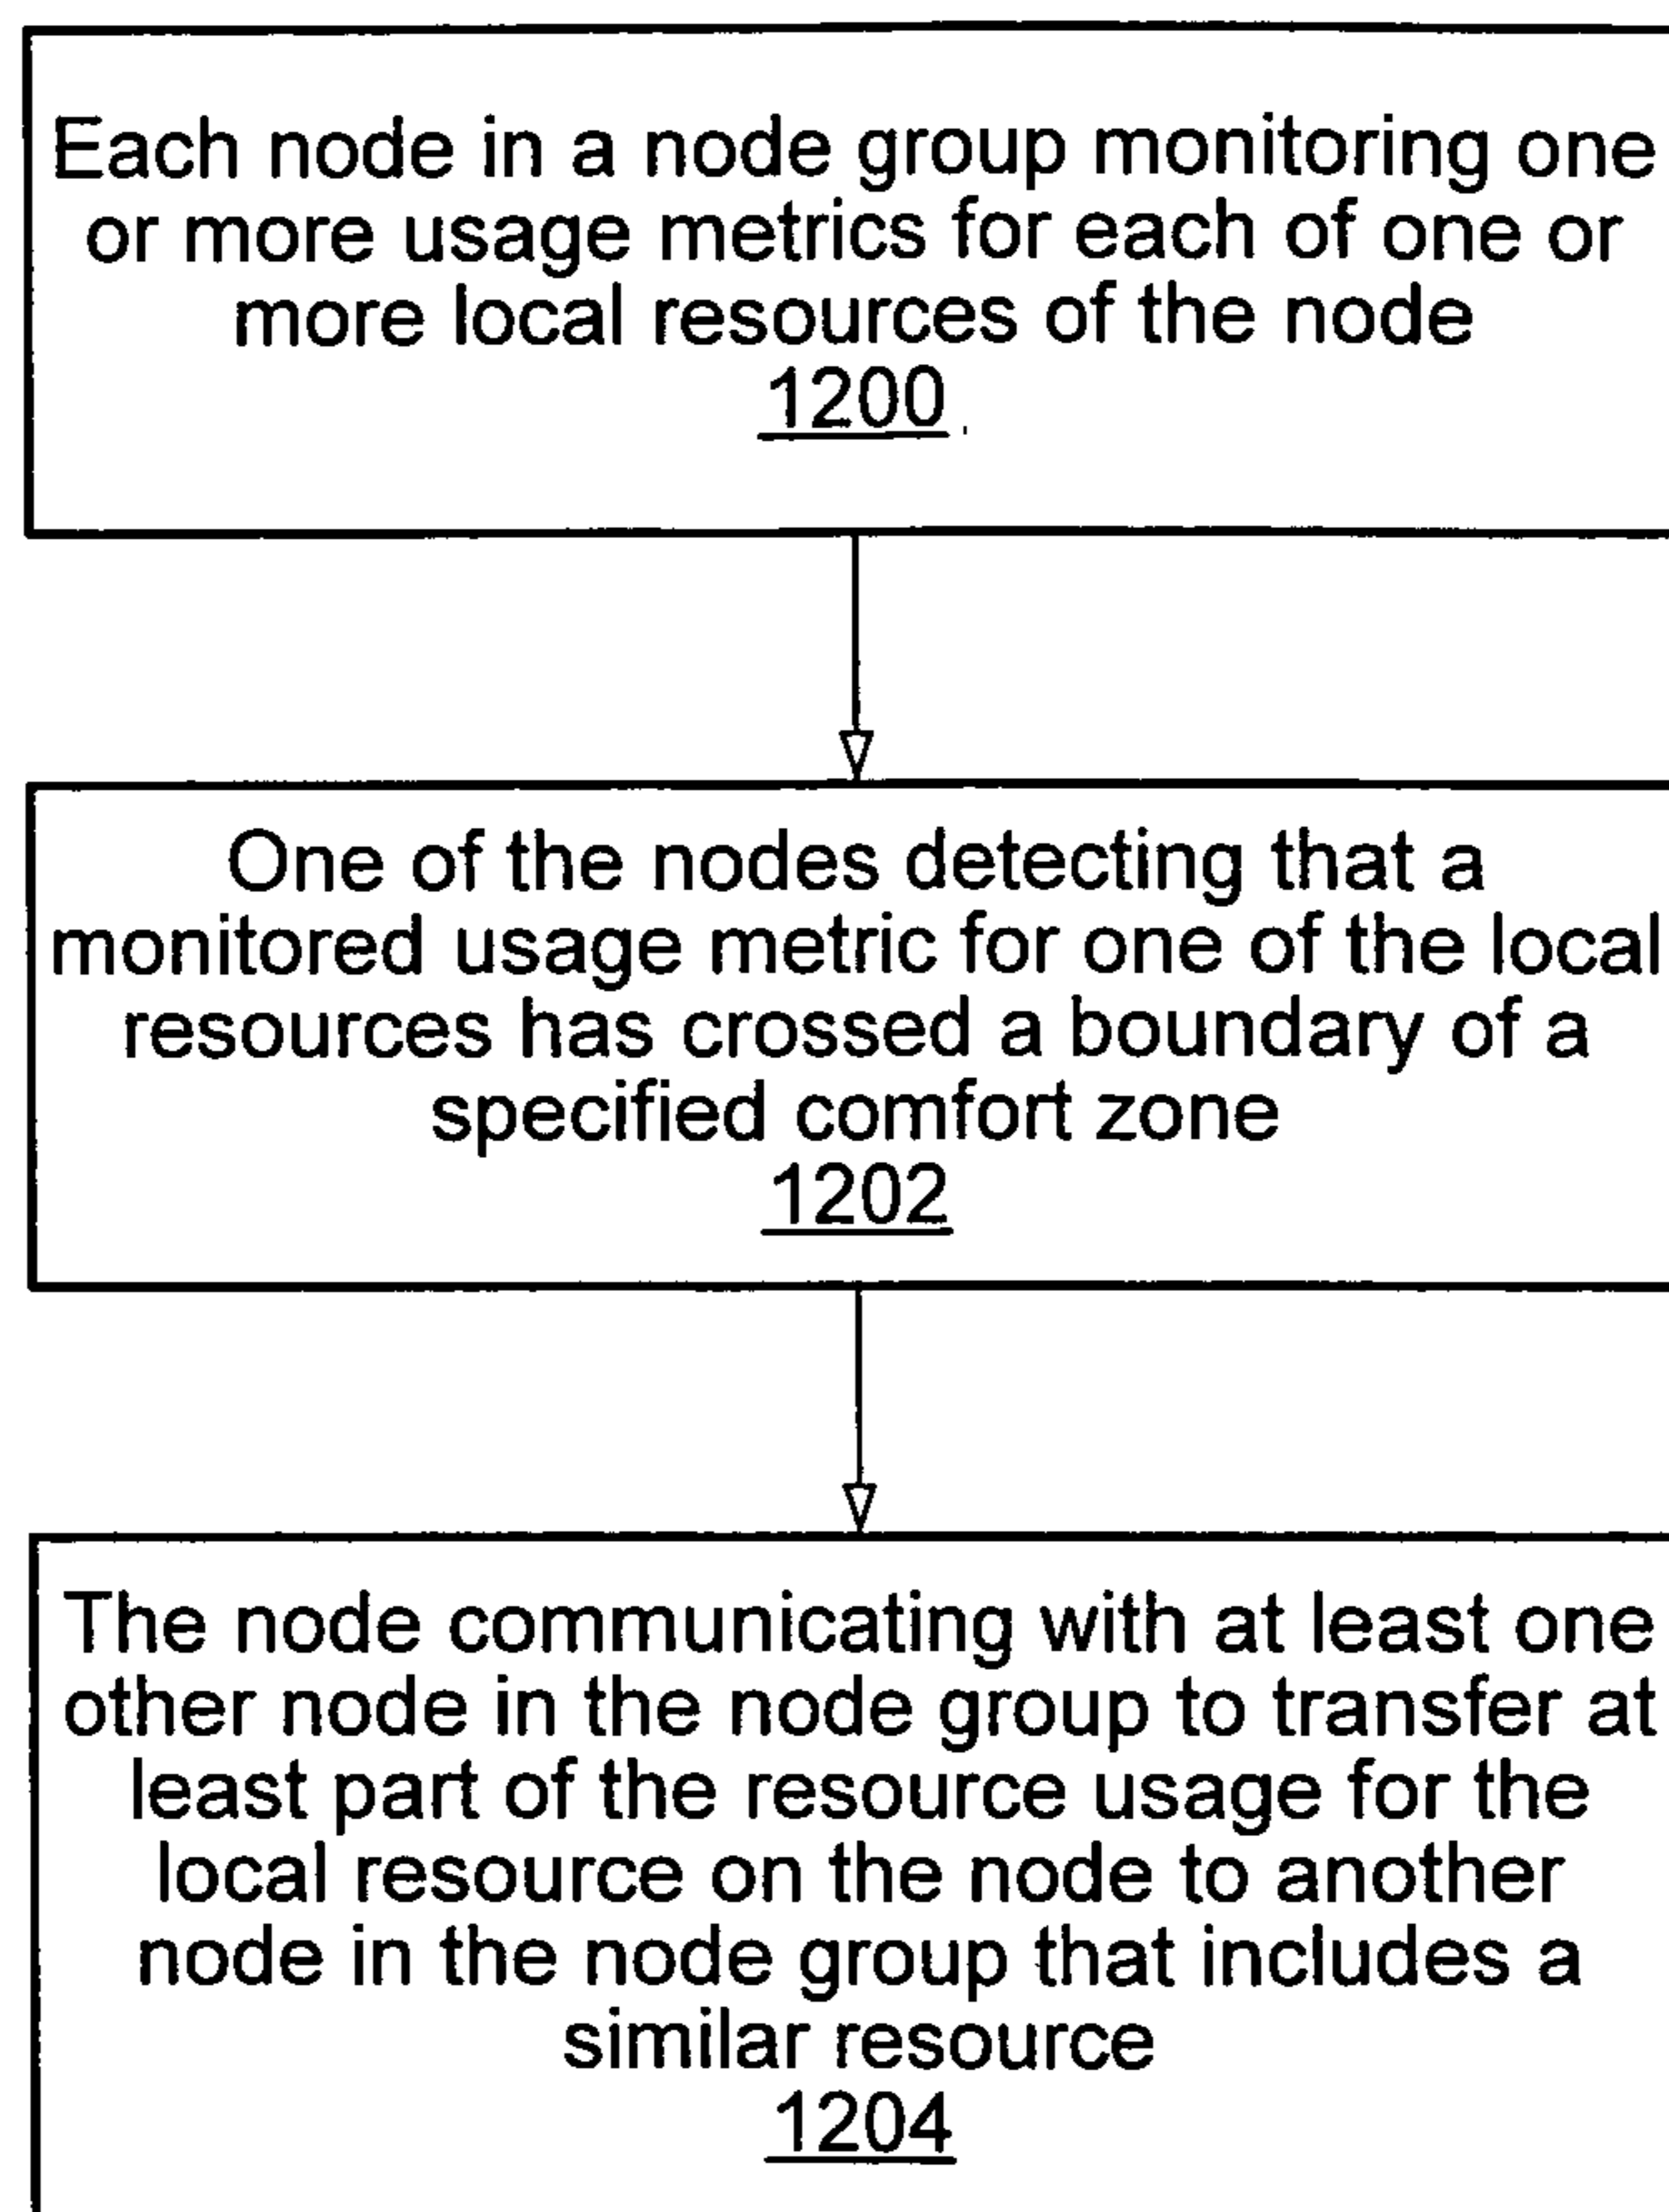 Each node in a node group monitoring one
or more usage metrics for each of one or
more local resources of the node
1200
One of the nodes detecting that a
monitored usage metric for one of the local
resources has crossed a boundary of a
specified comfort zone
1202
The node communicating with at least one
other node in the node group to transfer at
least part of the resource usage for the
local resource on the node to another
node in the node group that includes a
similar resource
1204